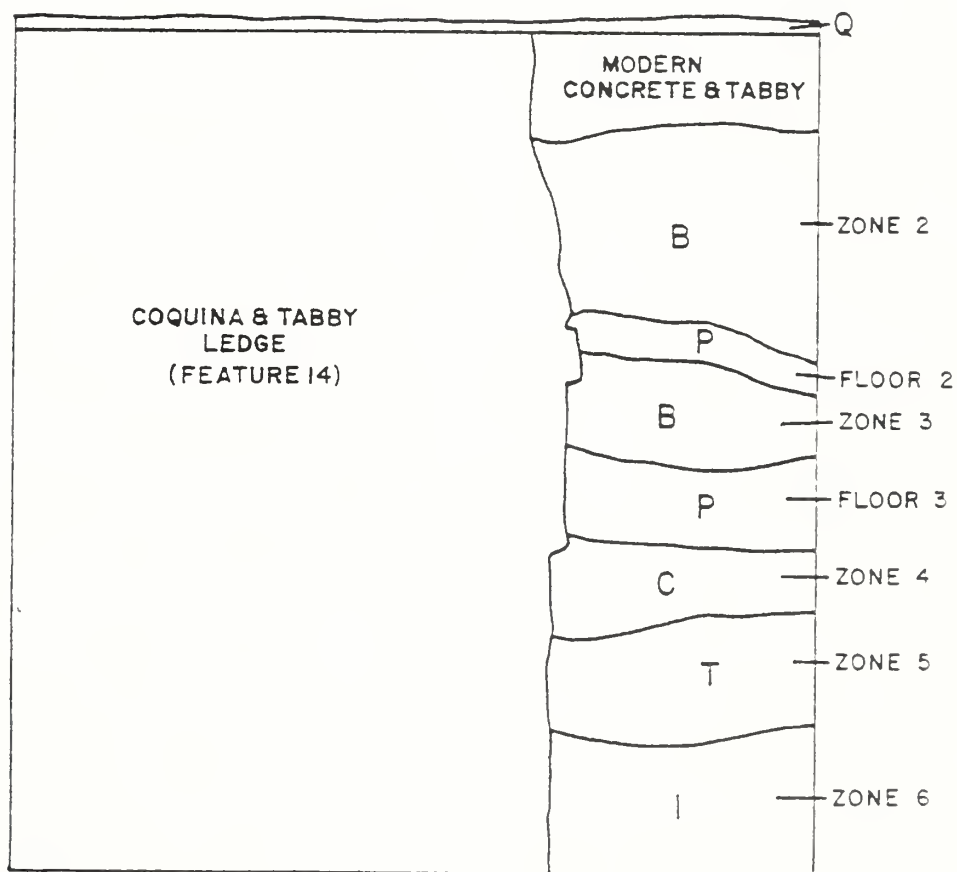 Q
MODERN
CONCRETE & TABBY
B
ZONE 2
COQUINA & TABBY
LEDGE
(FEATURE 14)
P
FLOOR 2
B
ZONE 3
P
FLOOR 3
C
ZONE 4
T
ZONE 5
I
ZONE 6